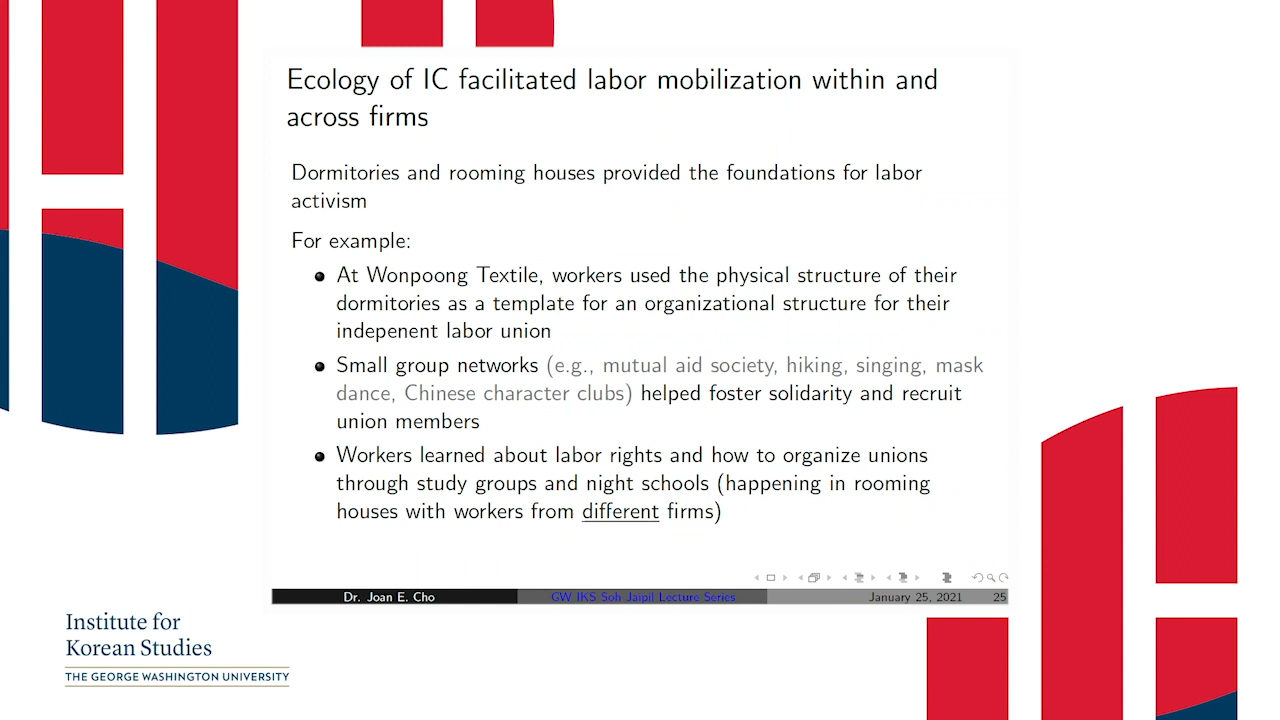 Ecology of IC facilitated labor mobilization within and
across firms
Dormitories and rooming houses provided the foundations for labor
activism
For example:
At Wonpoong Textile, workers used the physical structure of their
dormitories as a template for an organizational structure for their
indepenent labor union
Small group networks (e.g., mutual aid society, hiking, singing, mask
dance, Chinese character clubs) helped foster solidarity and recruit
union members
Workers learned about labor rights and how to organize unions
through study groups and night schools (happening in rooming
houses with workers from different firms)
Dr. Joan E. Cho GW IKS Soh Jaipil Lecture Series January 25, 2021 25
Institute for
Korean Studies
THE GEORGE WASHINGTON UNIVERSITY